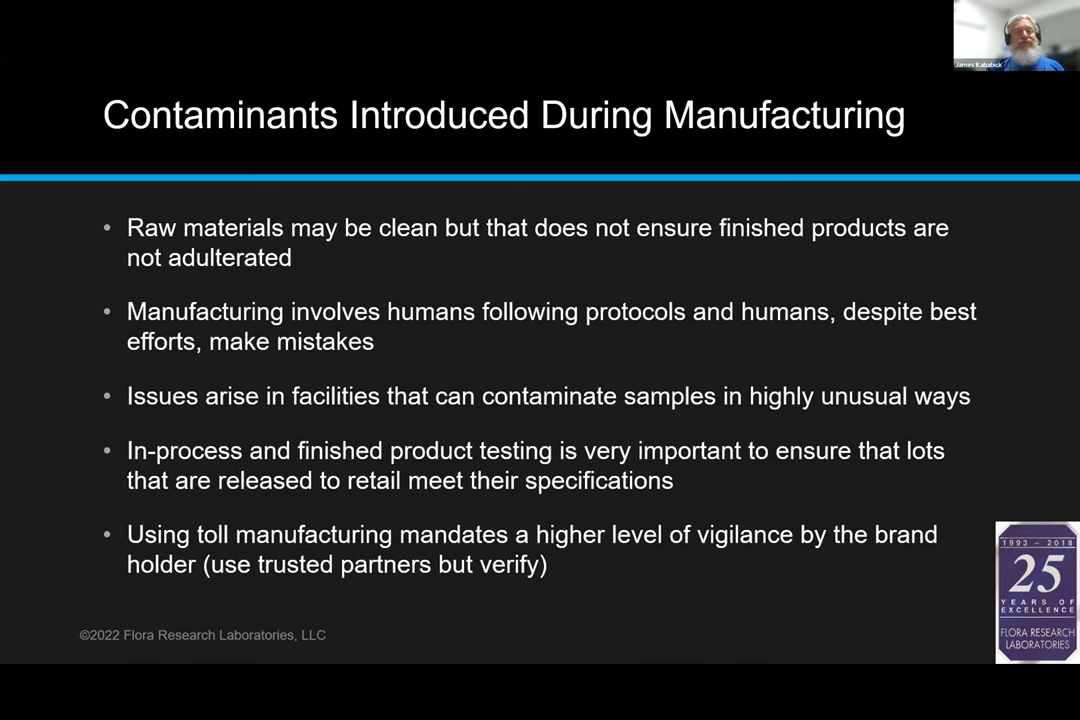 James Kababick
Contaminants Introduced During Manufacturing
• Raw materials may be clean but that does not ensure finished products are
not adulterated
• Manufacturing involves humans following protocols and humans, despite best
efforts, make mistakes
• Issues arise in facilities that can contaminate samples in highly unusual ways
• In-process and finished product testing is very important to ensure that lots
that are released to retail meet their specifications
• Using toll manufacturing mandates a higher level of vigilance by the brand
holder (use trusted partners but verify)
1993 – 2018
25
YEARS OF
EXCELLENCE
FLORA RESEARCH
LABORATORIES
©2022 Flora Research Laboratories, LLC